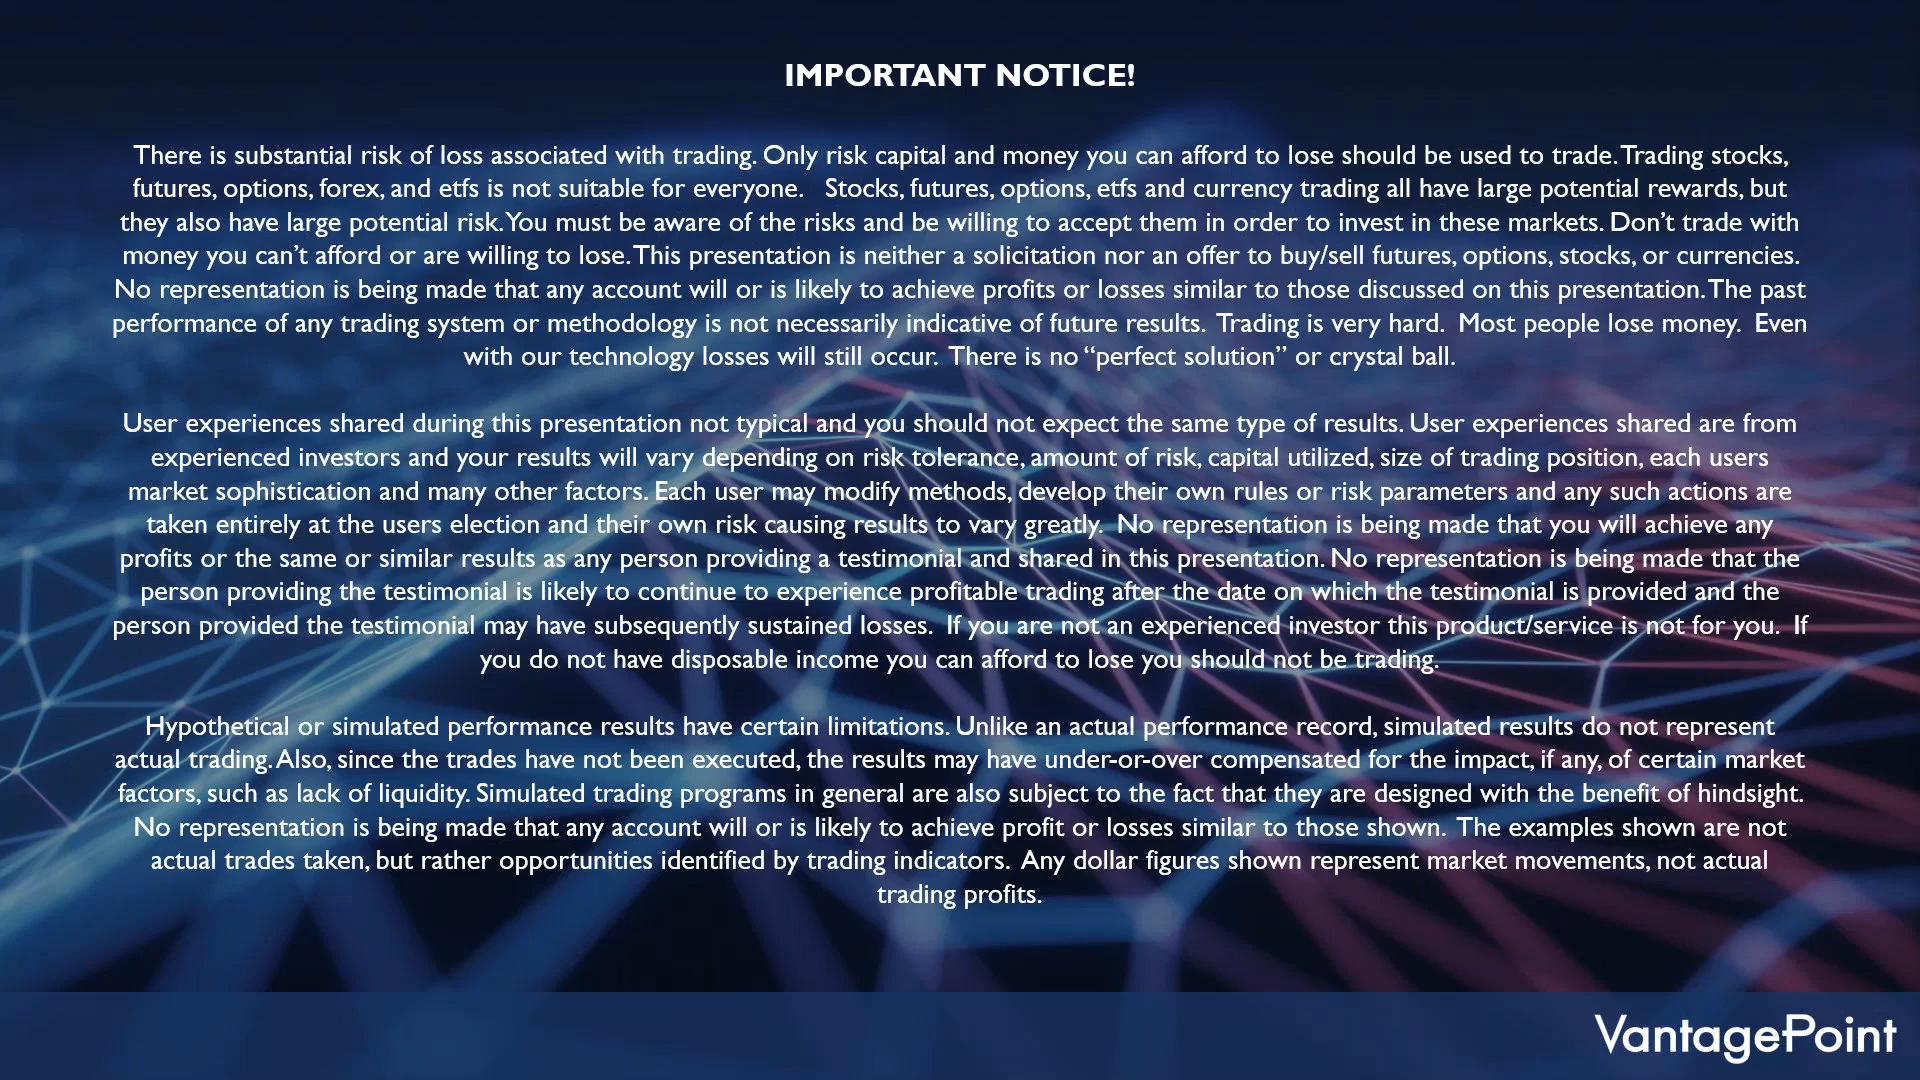 IMPORTANT NOTICE!
There is substantial risk of loss associated with trading. Only risk capital and money you can afford to lose should be used to trade. Trading stocks,
futures, options, forex, and etfs is not suitable for everyone.   Stocks, futures, options, etfs and currency trading all have large potential rewards, but
they also have large potential risk. You must be aware of the risks and be willing to accept them in order to invest in these markets. Don’t trade with
money you can’t afford or are willing to lose. This presentation is neither a solicitation nor an offer to buy/sell futures, options, stocks, or currencies.
No representation is being made that any account will or is likely to achieve profits or losses similar to those discussed on this presentation. The past
performance of any trading system or methodology is not necessarily indicative of future results.  Trading is very hard.  Most people lose money.  Even
with our technology losses will still occur.  There is no “perfect solution” or crystal ball.
User experiences shared during this presentation not typical and you should not expect the same type of results. User experiences shared are from
experienced investors and your results will vary depending on risk tolerance, amount of risk, capital utilized, size of trading position, each users
market sophistication and many other factors. Each user may modify methods, develop their own rules or risk parameters and any such actions are
taken entirely at the users election and their own risk causing results to vary greatly.  No representation is being made that you will achieve any
profits or the same or similar results as any person providing a testimonial and shared in this presentation. No representation is being made that the
person providing the testimonial is likely to continue to experience profitable trading after the date on which the testimonial is provided and the
person provided the testimonial may have subsequently sustained losses.  If you are not an experienced investor this product/service is not for you.  If
you do not have disposable income you can afford to lose you should not be trading.
Hypothetical or simulated performance results have certain limitations. Unlike an actual performance record, simulated results do not represent
actual trading. Also, since the trades have not been executed, the results may have under-or-over compensated for the impact, if any, of certain market
factors, such as lack of liquidity. Simulated trading programs in general are also subject to the fact that they are designed with the benefit of hindsight.
No representation is being made that any account will or is likely to achieve profit or losses similar to those shown.  The examples shown are not
actual trades taken, but rather opportunities identified by trading indicators.  Any dollar figures shown represent market movements, not actual
trading profits.
VantagePoint